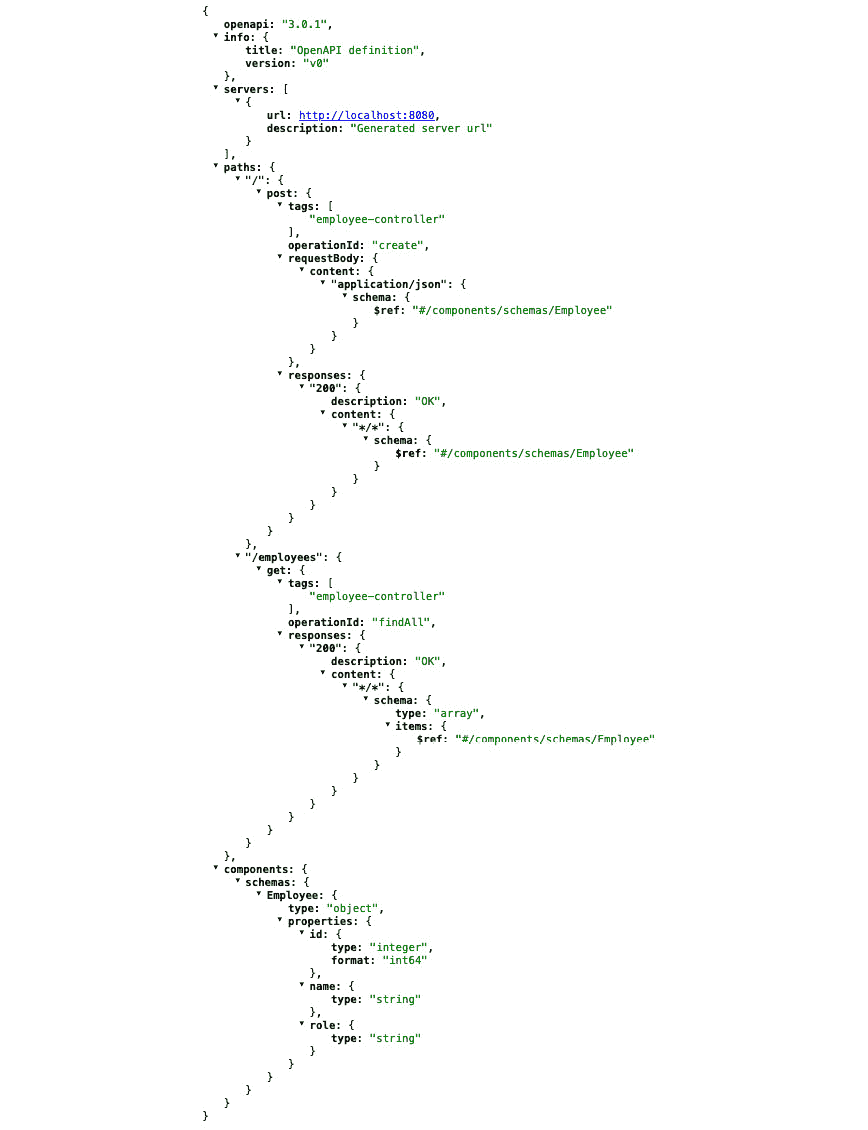 {
openapi: "3.0.1",
info: {
title: "OpenAPI definition",
version: "v0"
},
servers: [
{
url: http://localhost:8080,
description: "Generated server url"
}
],
paths: {
"/": {
post: {
tags: [
"employee-controller"
],
operationId: "create",
requestBody: {
content: {
"application/json": {
schema: {
$ref: "#/components/schemas/Employee"
}
}
}
},
responses: {
"200": {
description: "OK",
content: {
"*/*": {
schema: {
$ref: "#/components/schemas/Employee"
}
}
}
}
}
}
},
"/employees": {
get: {
tags: [
"employee-controller"
],
operationId: "findAll",
responses: {
"200": {
description: "OK",
content: {
"*/*": {
schema: {
type: "array",
items: {
$ref: "#/components/schemas/Employee"
}
}
}
}
}
}
}
}
},
components: {
schemas: {
Employee: {
type: "object",
properties: {
id: {
type: "integer",
format: "int64"
},
name: {
type: "string"
},
role: {
type: "string"
}
}
}
}
}
}